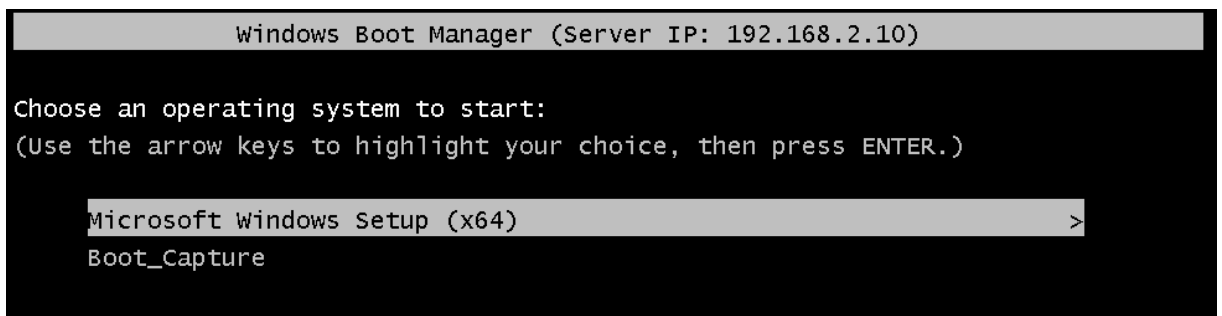 Windows Boot Manager (Server IP: 192.168.2.10)
Choose an operating system to start:
(Use the arrow keys to highlight your choice, then press ENTER.)
Microsoft Windows Setup (x64) >
Boot_Capture